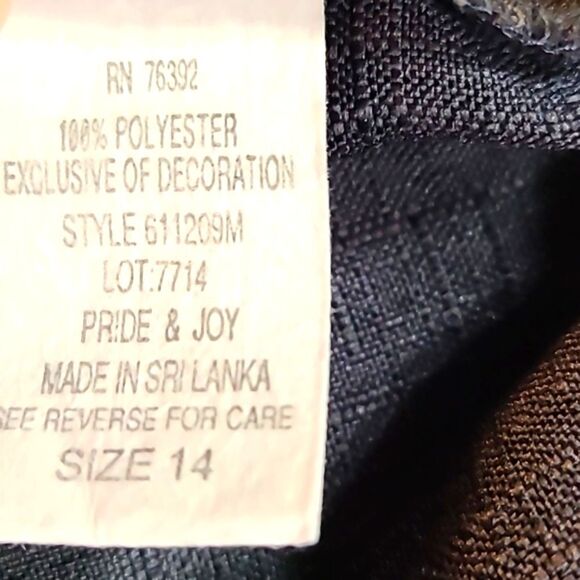 RN 76392
100% POLYESTER
EXCLUSIVE OF DECORATION
STYLE 611209M
LOT:7714
PRIDE & JOY
MADE IN SRI LANKA
SEE REVERSE FOR CARE
SIZE 14